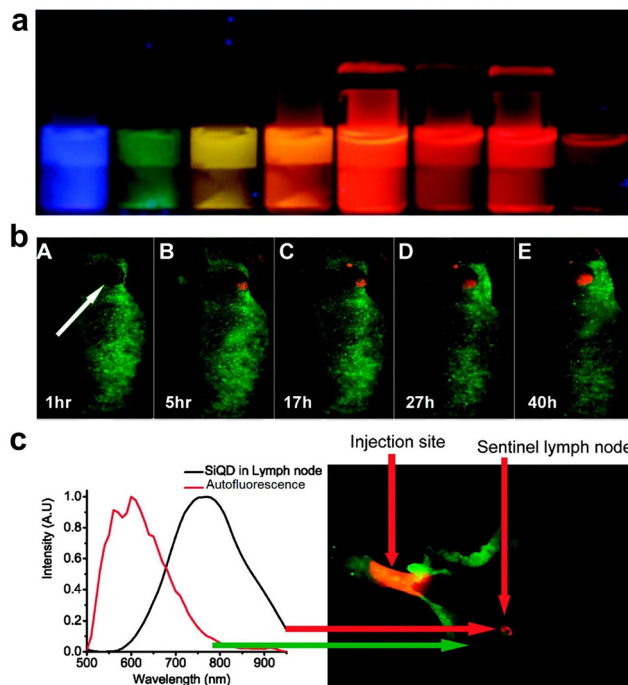 a
b
A B C D E
1hr 5hr 17h 27h 40h
c
Injection site
Sentinel lymph node
SiQD in Lymph node
Autofluorescence
Intensity (A.U)
1.0
0.8
0.6
0.4
0.2
0.0
500 600 700 800 900
Wavelength (nm)